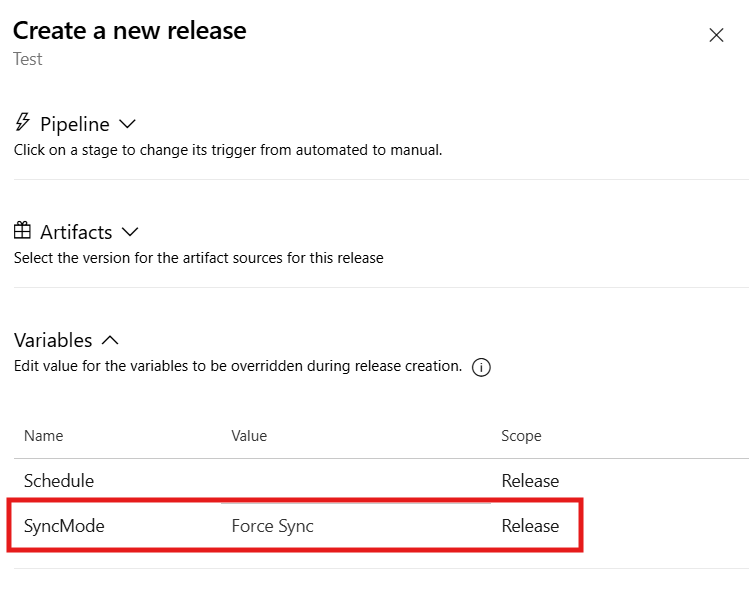 Create a new release
Test
Pipeline
Click on a stage to change its trigger from automated to manual.
Artifacts
Select the version for the artifact sources for this release
Variables
Edit value for the variables to be overridden during release creation.
Name Value Scope
Schedule Release
SyncMode Force Sync Release